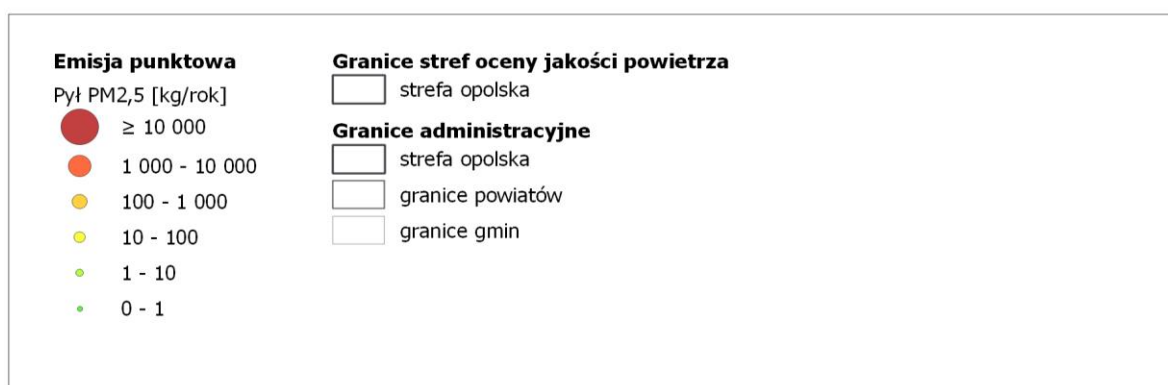 Emisja punktowa
Pył PM2,5 [kg/rok]
≥ 10 000
1 000 - 10 000
100 - 1 000
10 - 100
1 - 10
0 - 1
Granice stref oceny jakości powietrza
strefa opolska
Granice administracyjne
strefa opolska
granice powiatów
granice gmin